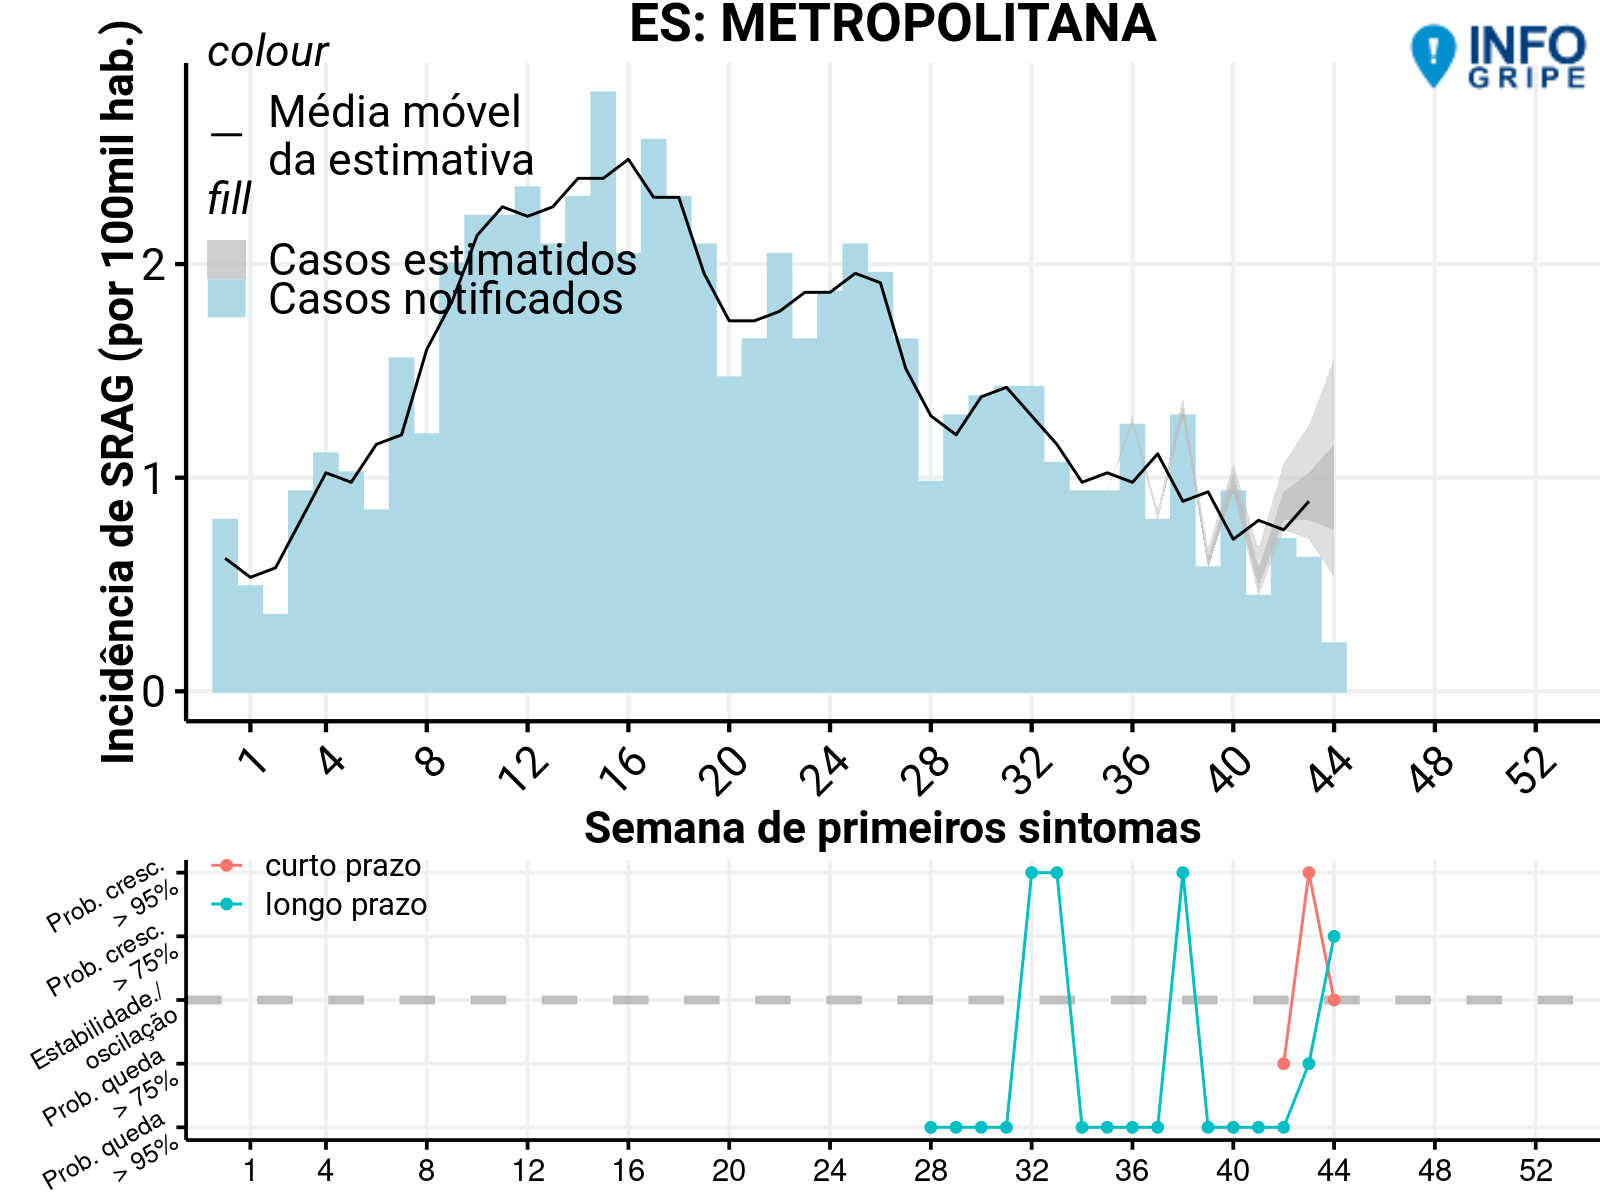 ES: METROPOLITANA
INFO
GRIPE
Incidência de SRAG (por 100mil hab.)
colour
Média móvel
da estimativa
fill
Casos estimatidos
Casos notificados
2
1
0
1 4 8 12 16 20 24 28 32 36 40 44 48 52
Semana de primeiros sintomas
curto prazo
longo prazo
Prob. cresc.
> 95%
Prob. cresc.
> 75%
Estabilidade./
oscilação
Prob. queda
> 75%
Prob. queda
> 95%
1 4 8 12 16 20 24 28 32 36 40 44 48 52